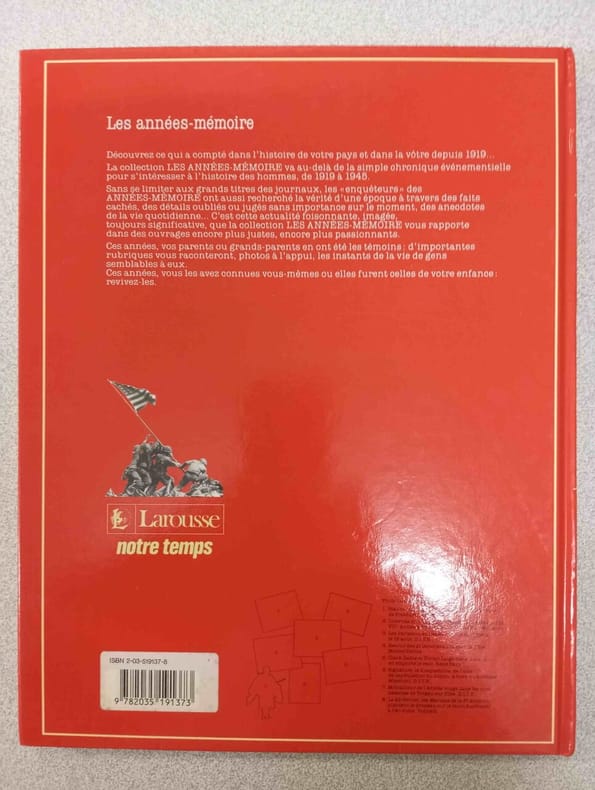 Les années-mémoire
Découvrez ce qui a compté dans l'histoire de votre pays et dans la vôtre depuis 1919...
La collection LES ANNÉES-MÉMOIRE va au-delà de la simple chronique événementielle
pour s'intéresser à l'histoire des hommes, de 1919 à 1945.
Sans se limiter aux grands titres des journaux, les «enquêteurs» des
ANNÉES-MÉMOIRE ont aussi recherché la vérité d'une époque à travers des faits
cachés, des détails oubliés ou jugés sans importance sur le moment, des anecdotes
de la vie quotidienne... C'est cette actualité foisonnante, imagée,
toujours significative, que la collection LES ANNÉES-MÉMOIRE vous rapporte
dans des ouvrages encore plus justes, encore plus passionnants.
Ces années, vos parents ou grands-parents en ont été les témoins : d'importantes
rubriques vous raconteront, photos à l'appui, les instants de la vie de gens
semblables à eux.
Ces années, vous les avez connues vous-mêmes ou elles furent celles de votre enfance :
revivez-les.
LAROUSSE
notre temps
ISBN 2-03-519137-8
9 782035 191373